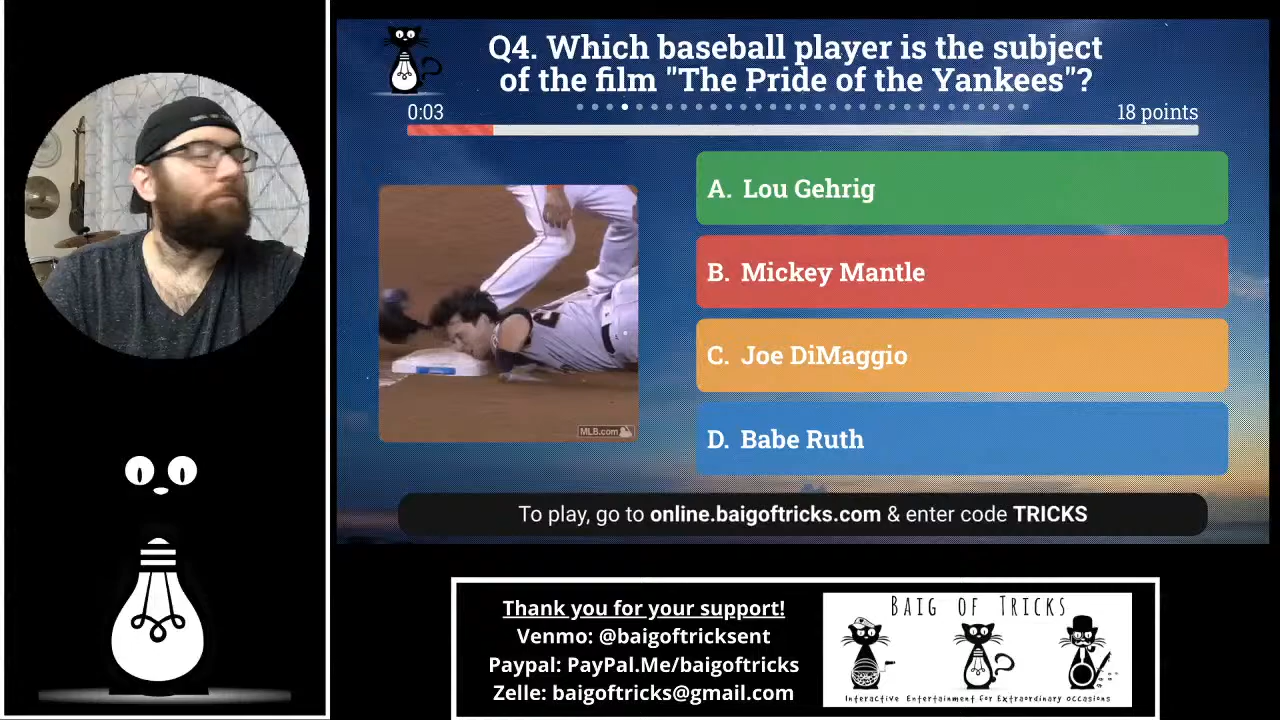 Q4. Which baseball player is the subject
of the film "The Pride of the Yankees"?
0:03
18 points
A. Lou Gehrig
B. Mickey Mantle
C. Joe DiMaggio
D. Babe Ruth
MLB.com
To play, go to online.baigoftricks.com & enter code TRICKS
Thank you for your support!
Venmo: @baigoftricksent
Paypal: PayPal.Me/baigoftricks
Zelle: baigoftricks@gmail.com
BAIG OF TRICKS
Interactive Entertainment for Extraordinary occasions